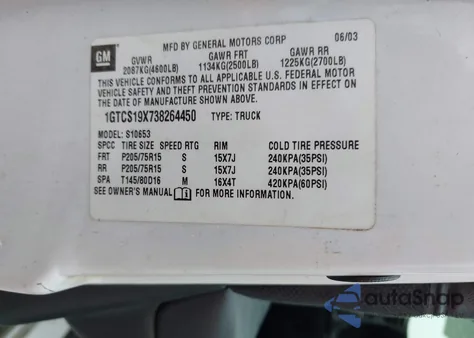 MFD BY GENERAL MOTORS CORP 06/03
GM
GVWR GAWR FRT GAWR RR
2087KG(4600LB) 1134KG(2500LB) 1225KG(2700LB)
THIS VEHICLE CONFORMS TO ALL APPLICABLE U.S. FEDERAL MOTOR
VEHICLE SAFETY AND THEFT PREVENTION STANDARDS IN EFFECT ON
THE DATE OF MANUFACTURE SHOWN ABOVE.
1GTCS19X738264450 TYPE: TRUCK
MODEL: S10653
SPCC TIRE SIZE SPEED RTG RIM COLD TIRE PRESSURE
FRT P205/75R15 S 15X7J 240KPA(35PSI)
RR P205/75R15 S 15X7J 240KPA(35PSI)
SPA T145/80D16 M 16X4T 420KPA(60PSI)
SEE OWNER'S MANUAL i FOR MORE INFORMATION.
autoSnap